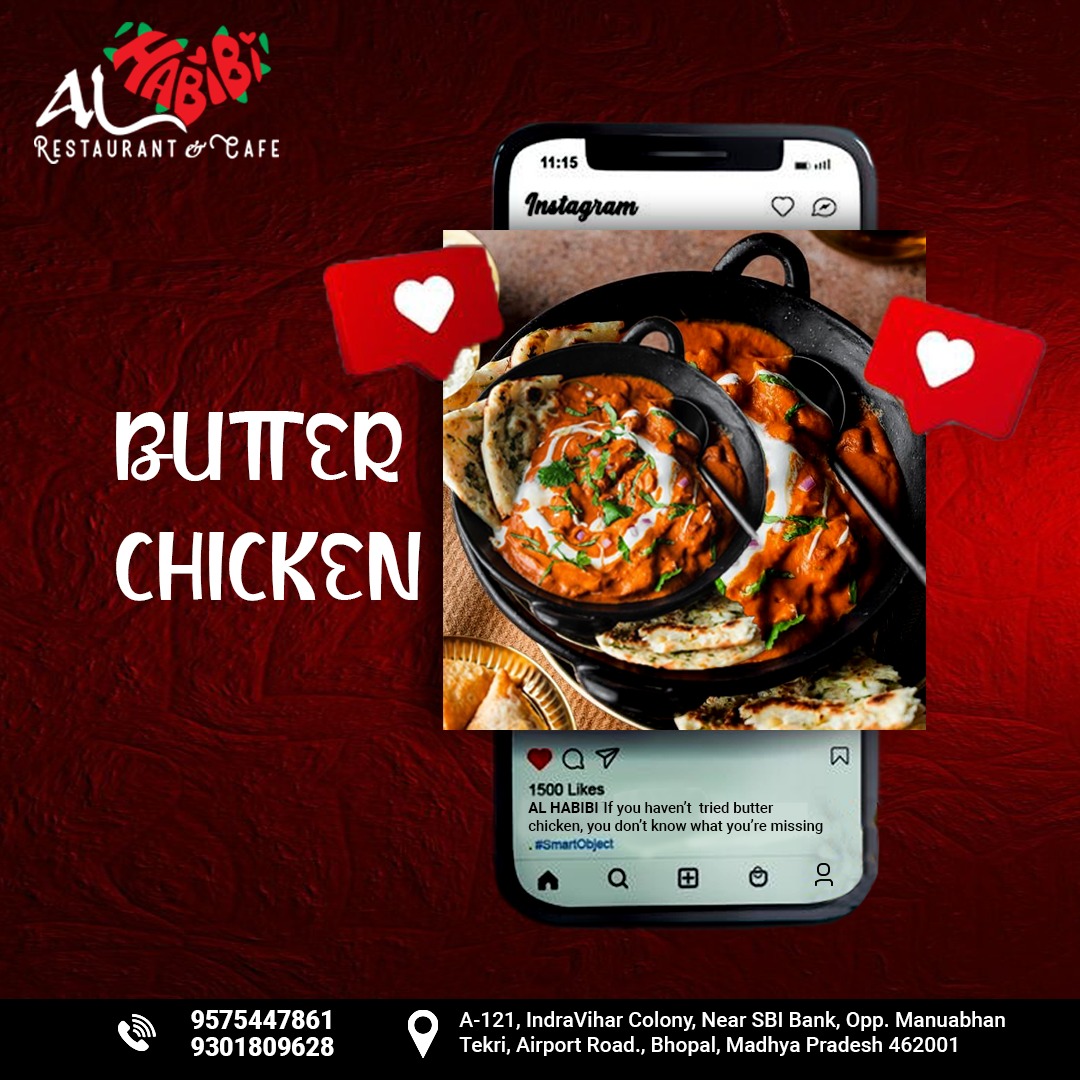 AL HABIBI
RESTAURANT & CAFE
11:15
Instagram
BUTTER
CHICKEN
1500 Likes
AL HABIBI If you haven’t tried butter
chicken, you don’t know what you’re missing
. #SmartObject
9575447861
9301809628
A-121, IndraVihar Colony, Near SBI Bank, Opp. Manuabhan
Tekri, Airport Road., Bhopal, Madhya Pradesh 462001